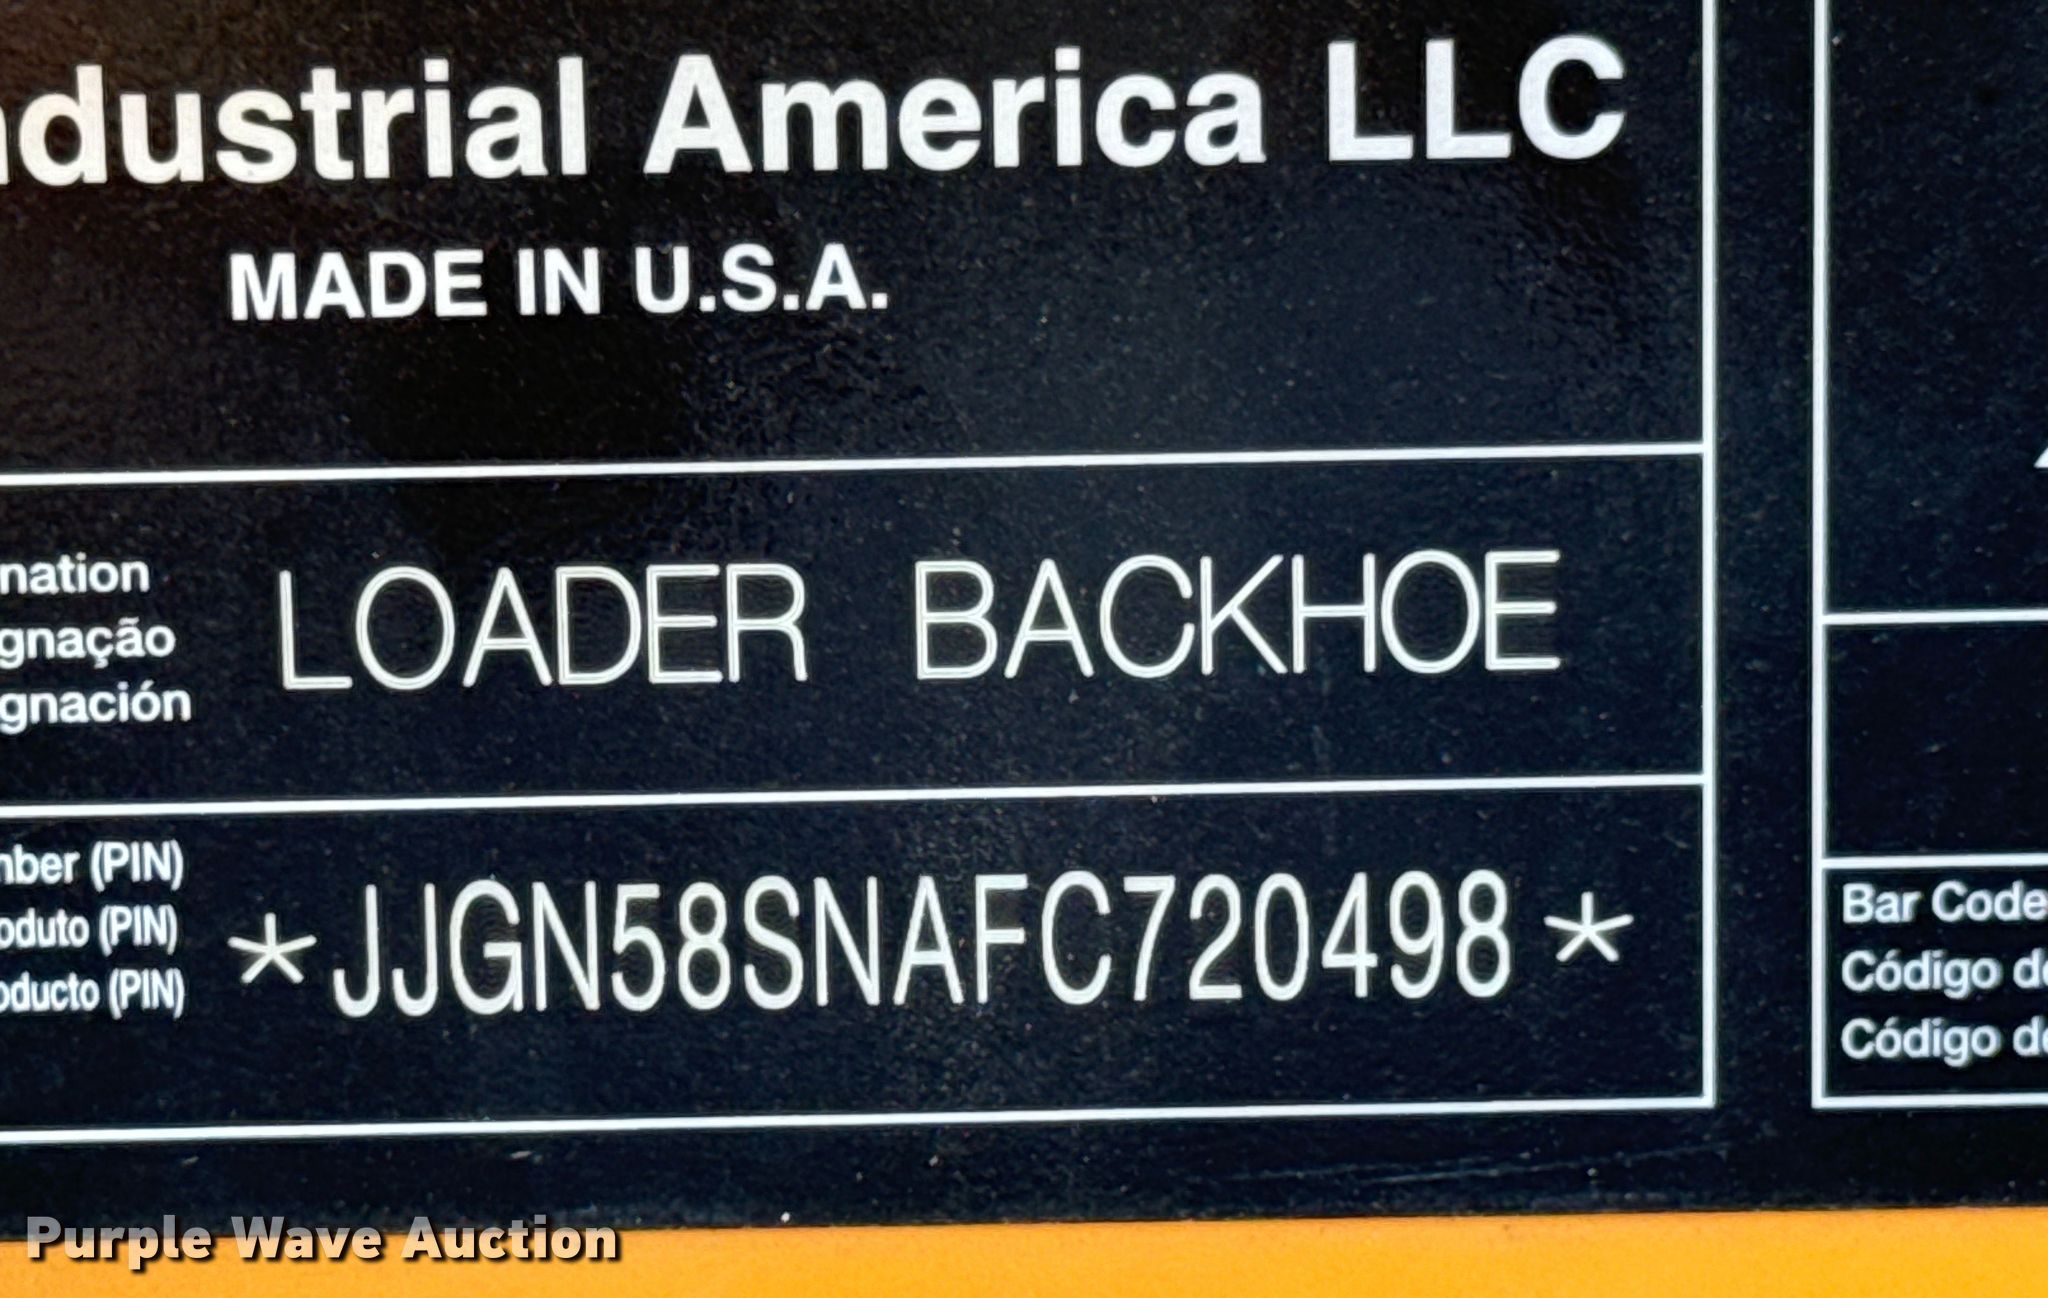 ndustrial America LLC
MADE IN U.S.A.
nation
gnação
gnación
LOADER BACKHOE
mber (PIN)
oduto (PIN)
oducto (PIN)
*JJGN58SNAFC720498*
Bar Code
Código de
Código de
Purple Wave Auction